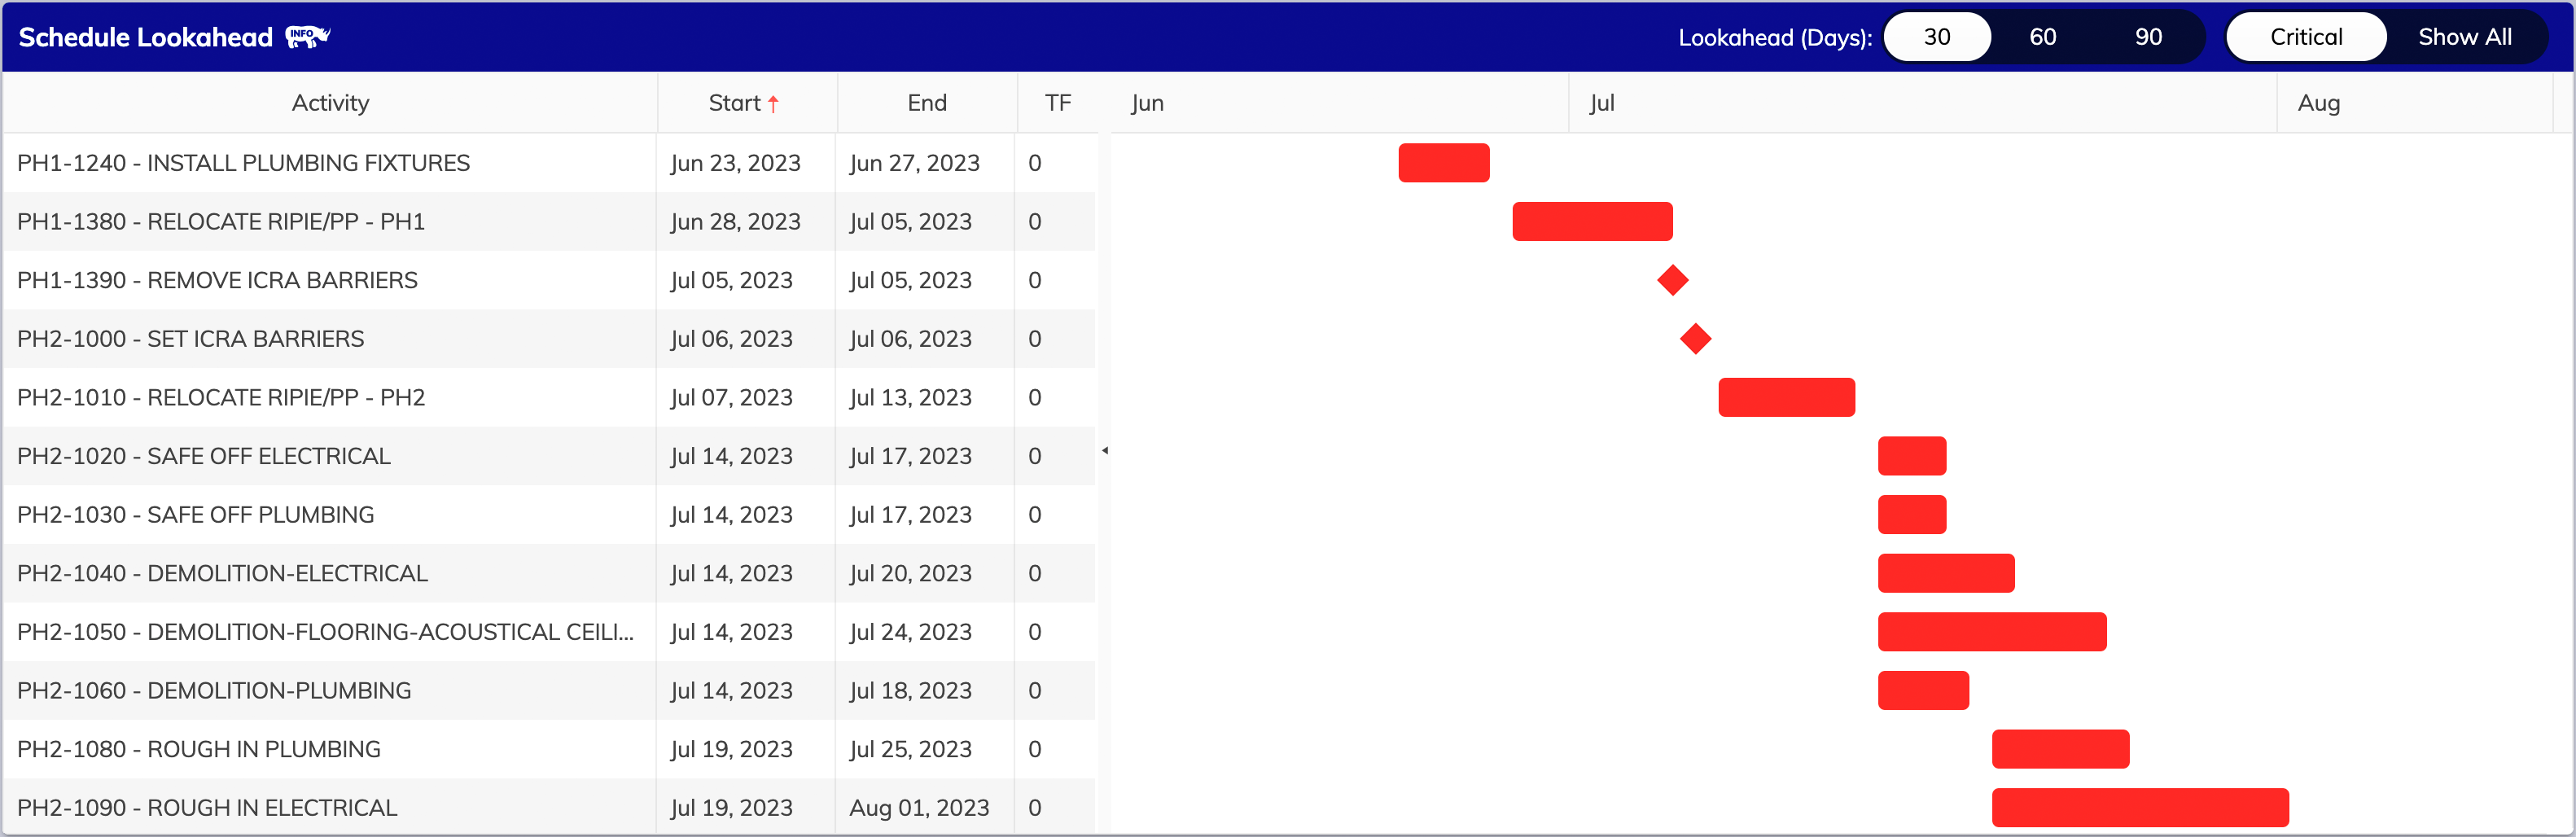 Schedule Lookahead INFO Lookahead (Days): 30 60 90 Critical Show All
Activity Start End TF Jun Jul Aug
PH1-1240 - INSTALL PLUMBING FIXTURES Jun 23, 2023 Jun 27, 2023 0
PH1-1380 - RELOCATE RIPIE/PP - PH1 Jun 28, 2023 Jul 05, 2023 0
PH1-1390 - REMOVE ICRA BARRIERS Jul 05, 2023 Jul 05, 2023 0
PH2-1000 - SET ICRA BARRIERS Jul 06, 2023 Jul 06, 2023 0
PH2-1010 - RELOCATE RIPIE/PP - PH2 Jul 07, 2023 Jul 13, 2023 0
PH2-1020 - SAFE OFF ELECTRICAL Jul 14, 2023 Jul 17, 2023 0
PH2-1030 - SAFE OFF PLUMBING Jul 14, 2023 Jul 17, 2023 0
PH2-1040 - DEMOLITION-ELECTRICAL Jul 14, 2023 Jul 20, 2023 0
PH2-1050 - DEMOLITION-FLOORING-ACOUSTICAL CEILI... Jul 14, 2023 Jul 24, 2023 0
PH2-1060 - DEMOLITION-PLUMBING Jul 14, 2023 Jul 18, 2023 0
PH2-1080 - ROUGH IN PLUMBING Jul 19, 2023 Jul 25, 2023 0
PH2-1090 - ROUGH IN ELECTRICAL Jul 19, 2023 Aug 01, 2023 0